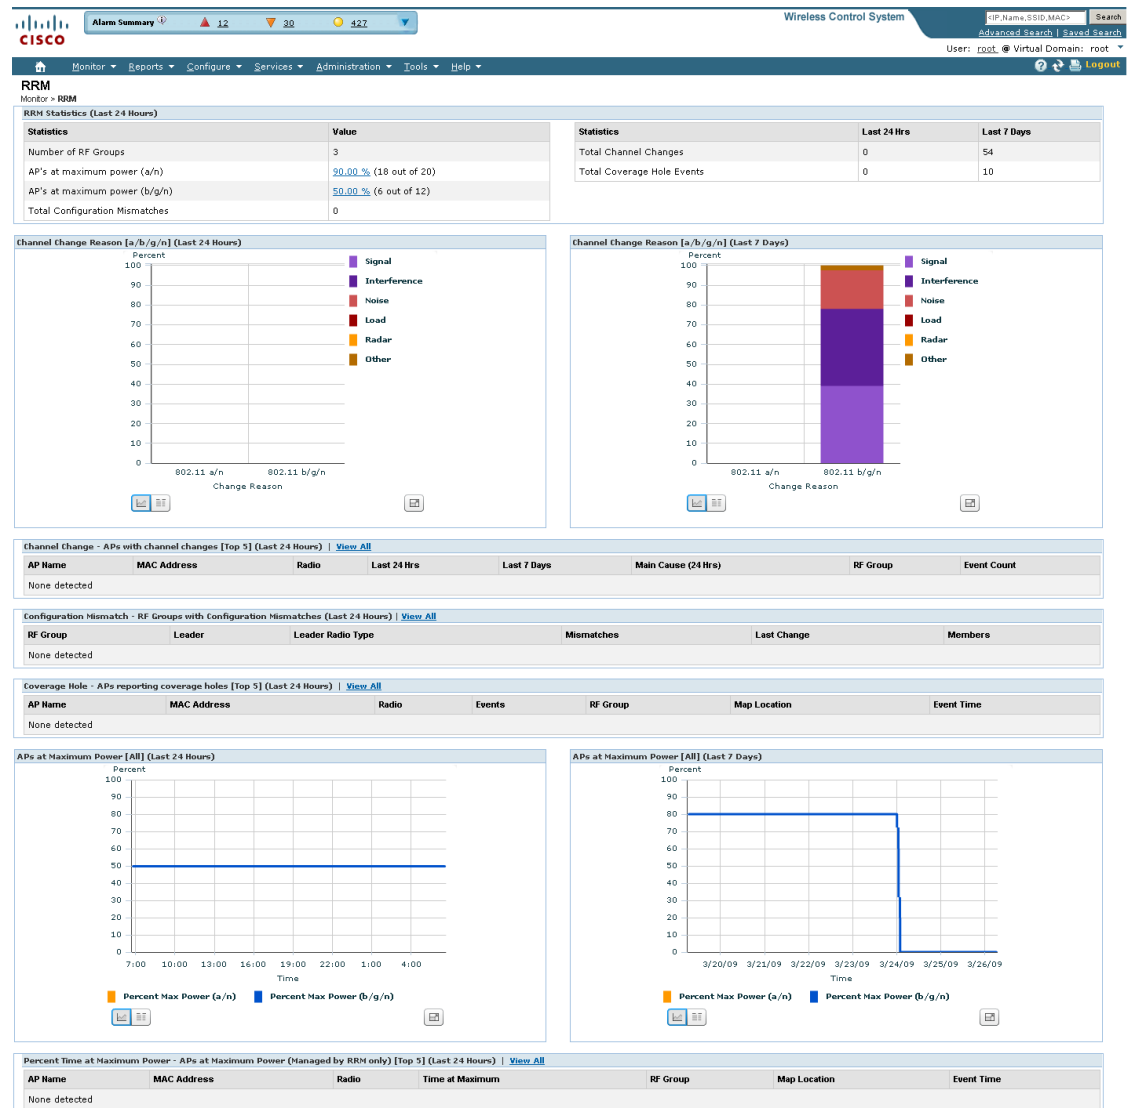 Alarm Summary 12 30 427
Wireless Control System
<IP,Name,SSID,MAC> Search
Advanced Search | Saved Search
CISCO
User: root @ Virtual Domain: root
Monitor Reports Configure Services Administration Tools Help
Logout
RRM
Monitor > RRM
RRM Statistics (Last 24 Hours)
Statistics Value
Number of RF Groups 3
AP's at maximum power (a/n) 90.00 % (18 out of 20)
AP's at maximum power (b/g/n) 50.00 % (6 out of 12)
Total Configuration Mismatches 0
Statistics Last 24 Hrs Last 7 Days
Total Channel Changes 0 54
Total Coverage Hole Events 0 10
Channel Change Reason [a/b/g/n] (Last 24 Hours)
Percent
100
90
80
70
60
50
40
30
20
10
0
802.11 a/n 802.11 b/g/n
Change Reason
Signal
Interference
Noise
Load
Radar
Other
Channel Change Reason [a/b/g/n] (Last 7 Days)
Percent
100
90
80
70
60
50
40
30
20
10
0
802.11 a/n 802.11 b/g/n
Change Reason
Signal
Interference
Noise
Load
Radar
Other
Channel Change - APs with channel changes [Top 5] (Last 24 Hours) | View All
AP Name MAC Address Radio Last 24 Hrs Last 7 Days Main Cause (24 Hrs) RF Group Event Count
None detected
Configuration Mismatch - RF Groups with Configuration Mismatches (Last 24 Hours) | View All
RF Group Leader Leader Radio Type Mismatches Last Change Members
None detected
Coverage Hole - APs reporting coverage holes [Top 5] (Last 24 Hours) | View All
AP Name MAC Address Radio Events RF Group Map Location Event Time
None detected
APs at Maximum Power [All] (Last 24 Hours)
Percent
100
90
80
70
60
50
40
30
20
10
0
7:00 10:00 13:00 16:00 19:00 22:00 1:00 4:00
Time
Percent Max Power (a/n) Percent Max Power (b/g/n)
APs at Maximum Power [All] (Last 7 Days)
Percent
100
90
80
70
60
50
40
30
20
10
0
3/20/09 3/21/09 3/22/09 3/23/09 3/24/09 3/25/09 3/26/09
Time
Percent Max Power (a/n) Percent Max Power (b/g/n)
Percent Time at Maximum Power - APs at Maximum Power (Managed by RRM only) [Top 5] (Last 24 Hours) | View All
AP Name MAC Address Radio Time at Maximum RF Group Map Location Event Time
None detected